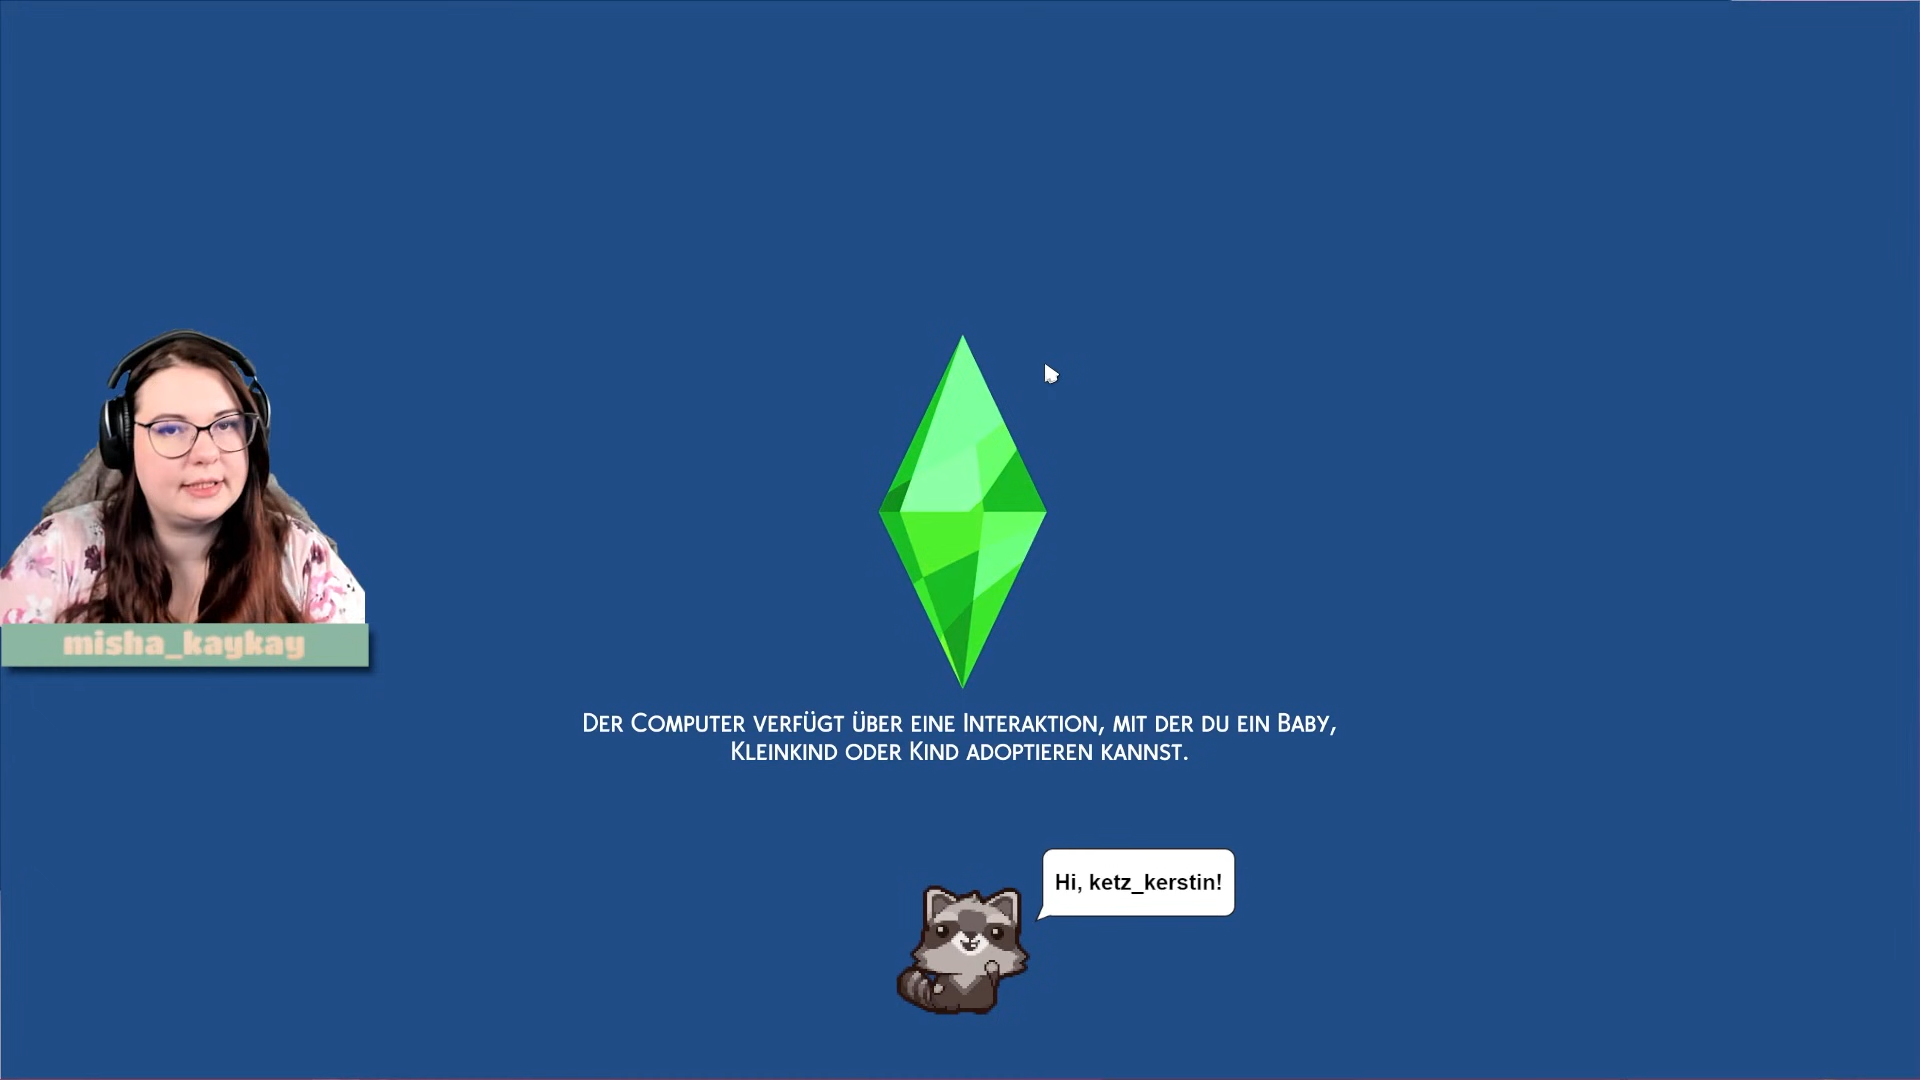 misha_kaykay
DER COMPUTER VERFÜGT ÜBER EINE INTERAKTION, MIT DER DU EIN BABY,
KLEINKIND ODER KIND ADOPTIEREN KANNST.
Hi, ketz_kerstin!